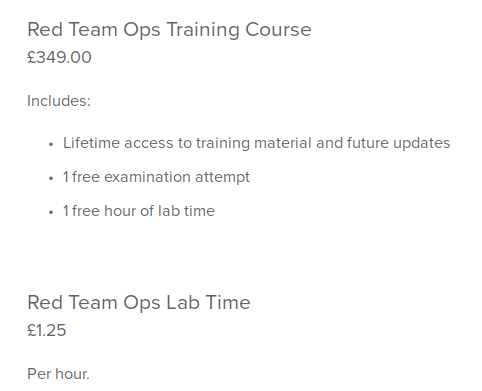 Red Team Ops Training Course
£349.00
Includes:
• Lifetime access to training material and future updates
• 1 free examination attempt
• 1 free hour of lab time
Red Team Ops Lab Time
£1.25
Per hour.